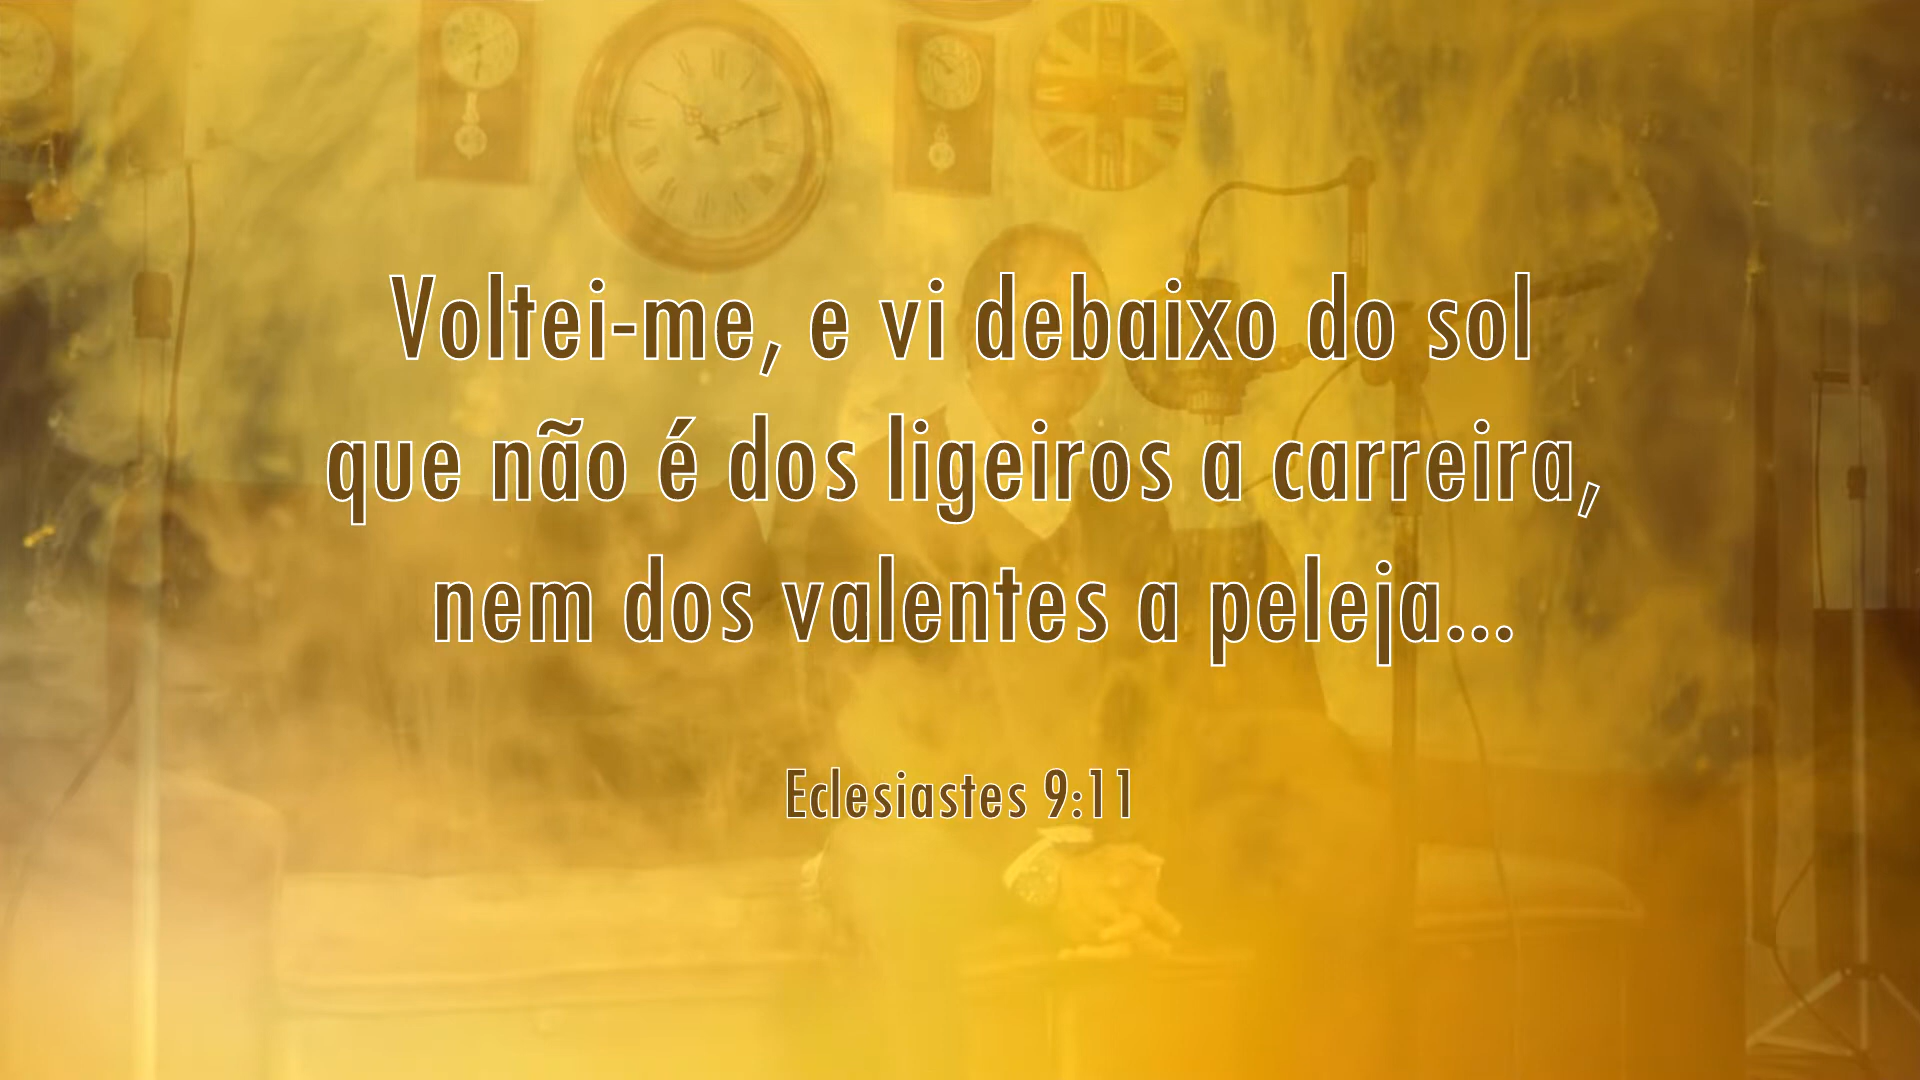 Voltei-me, e vi debaixo do sol
que não é dos ligeiros a carreira,
nem dos valentes a peleja...
Eclesiastes 9:11